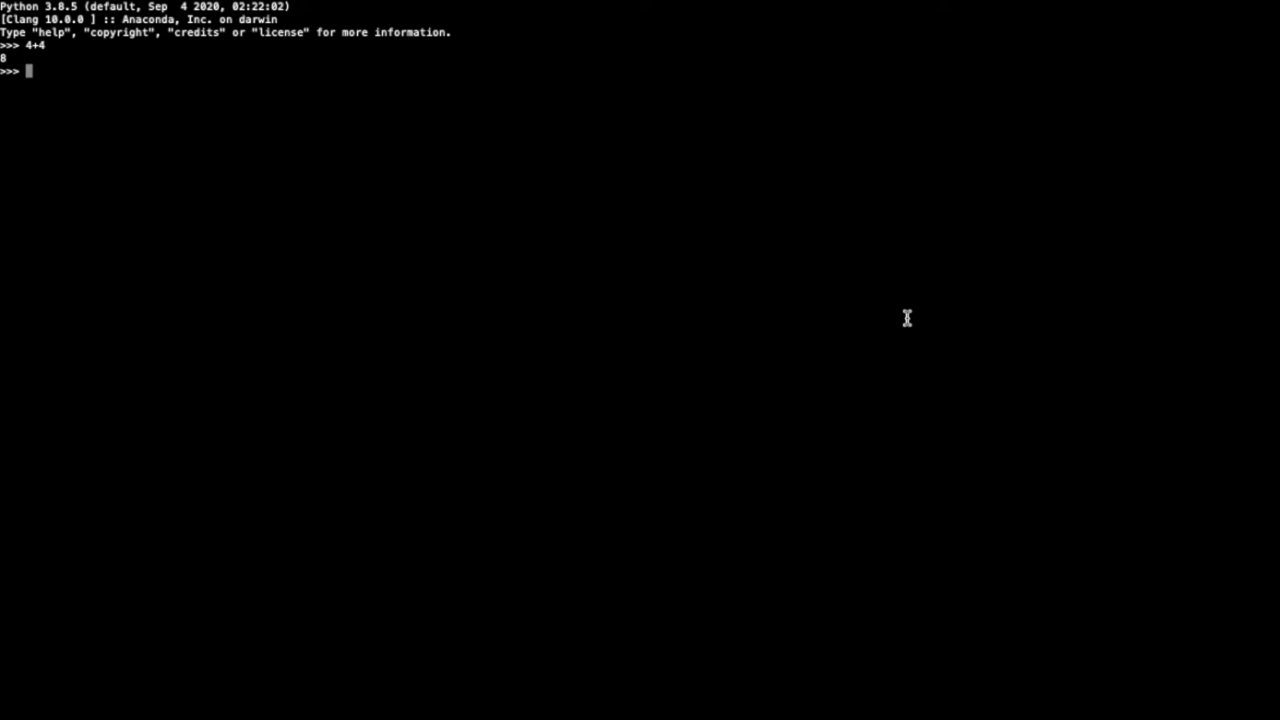 Python 3.8.5 (default, Sep  4 2020, 02:22:02)
[Clang 10.0.0 ] :: Anaconda, Inc. on darwin
Type "help", "copyright", "credits" or "license" for more information.
>>> 4+4
8
>>>